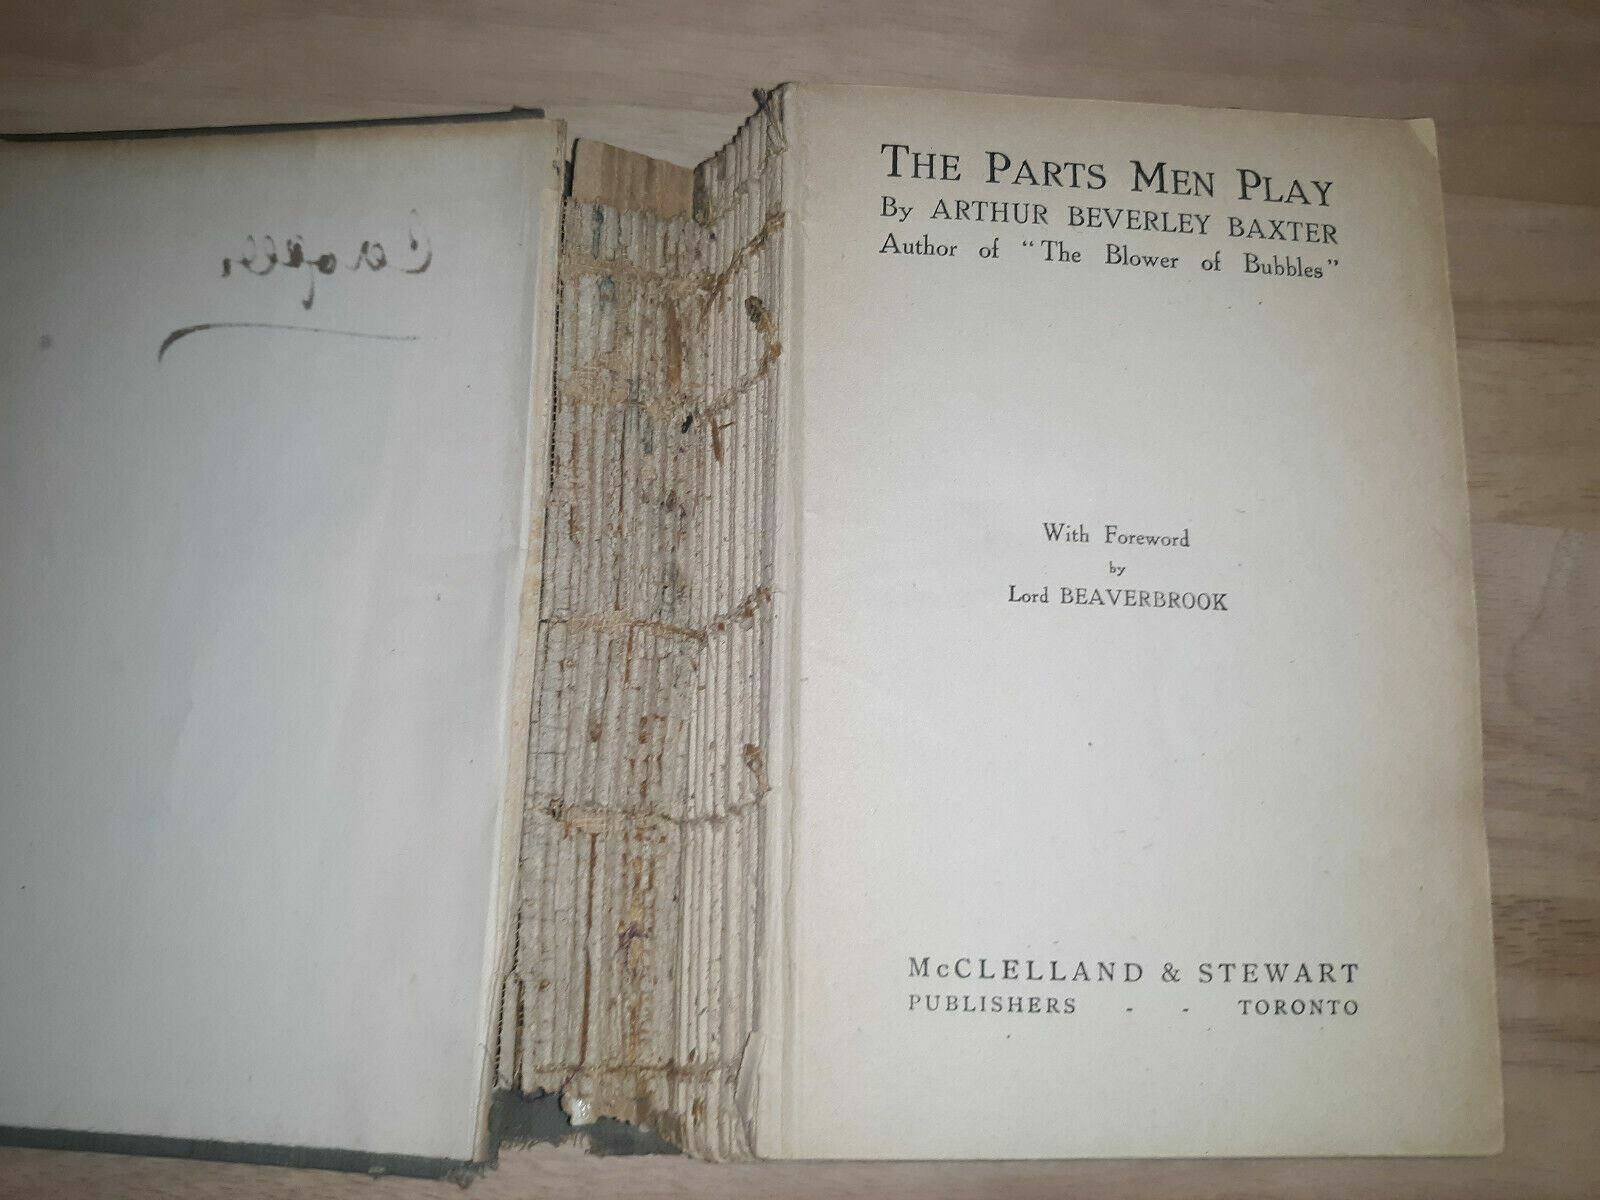 THE PARTS MEN PLAY
By ARTHUR BEVERLEY BAXTER
Author of "The Blower of Bubbles"
With Foreword
by
Lord BEAVERBROOK
McCLELLAND & STEWART
PUBLISHERS - - TORONTO